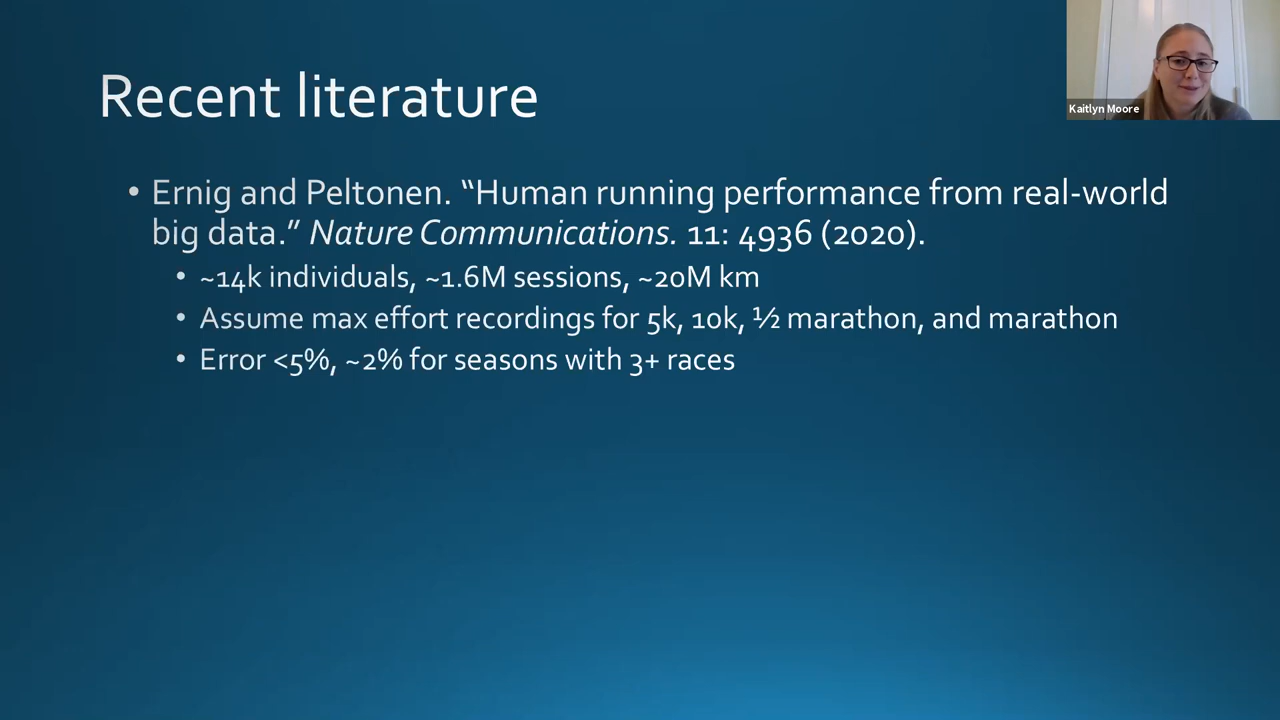 Recent literature
Kaitlyn Moore
• Ernig and Peltonen. “Human running performance from real-world
big data.” Nature Communications. 11: 4936 (2020).
• ~14k individuals, ~1.6M sessions, ~20M km
• Assume max effort recordings for 5k, 10k, ½ marathon, and marathon
• Error <5%, ~2% for seasons with 3+ races